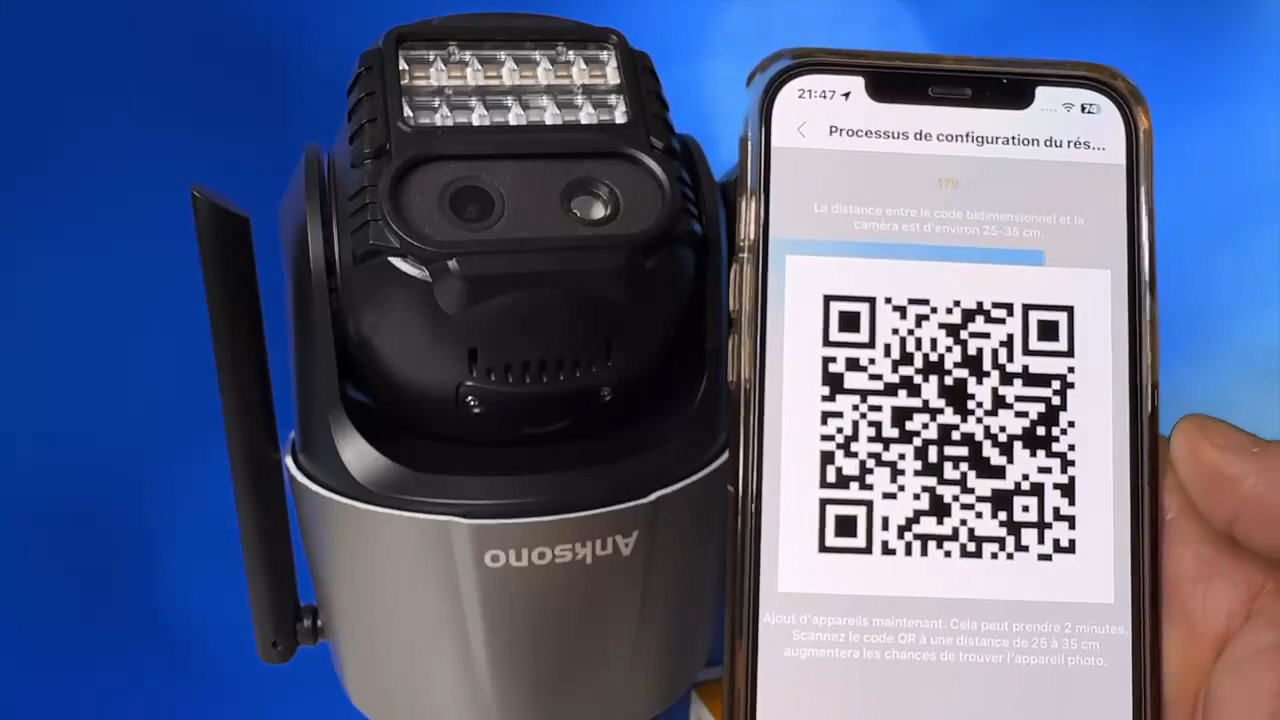 21:47
74
Processus de configuration du rés...
179
La distance entre le code bidimensionnel et la
caméra est d'environ 25-35 cm.
Anksono
Ajout d'appareils maintenant. Cela peut prendre 2 minutes.
Scannez le code QR à une distance de 25 à 35 cm
augmentera les chances de trouver l'appareil photo.